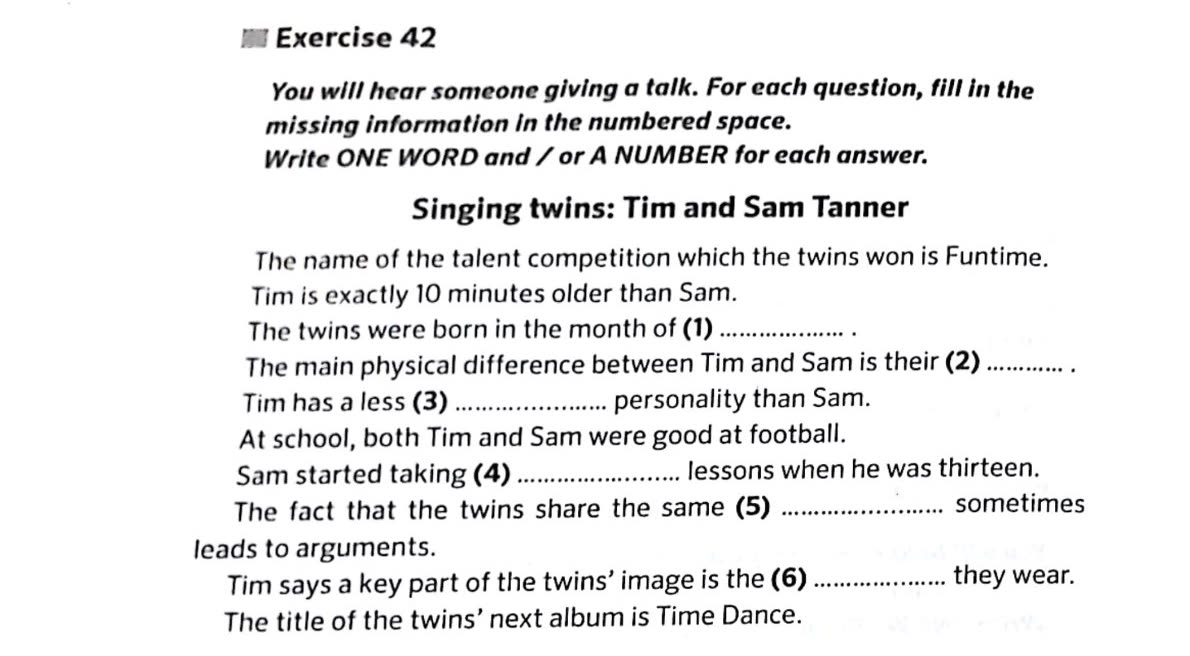 Exercise 42
You will hear someone giving a talk. For each question, fill in the
missing information in the numbered space.
Write ONE WORD and / or A NUMBER for each answer.
Singing twins: Tim and Sam Tanner
The name of the talent competition which the twins won is Funtime.
Tim is exactly 10 minutes older than Sam.
The twins were born in the month of (1) .................... .
The main physical difference between Tim and Sam is their (2) ............ .
Tim has a less (3) ........................ personality than Sam.
At school, both Tim and Sam were good at football.
Sam started taking (4) .......................... lessons when he was thirteen.
The fact that the twins share the same (5) .......................... sometimes
leads to arguments.
Tim says a key part of the twins' image is the (6) ..................... they wear.
The title of the twins' next album is Time Dance.